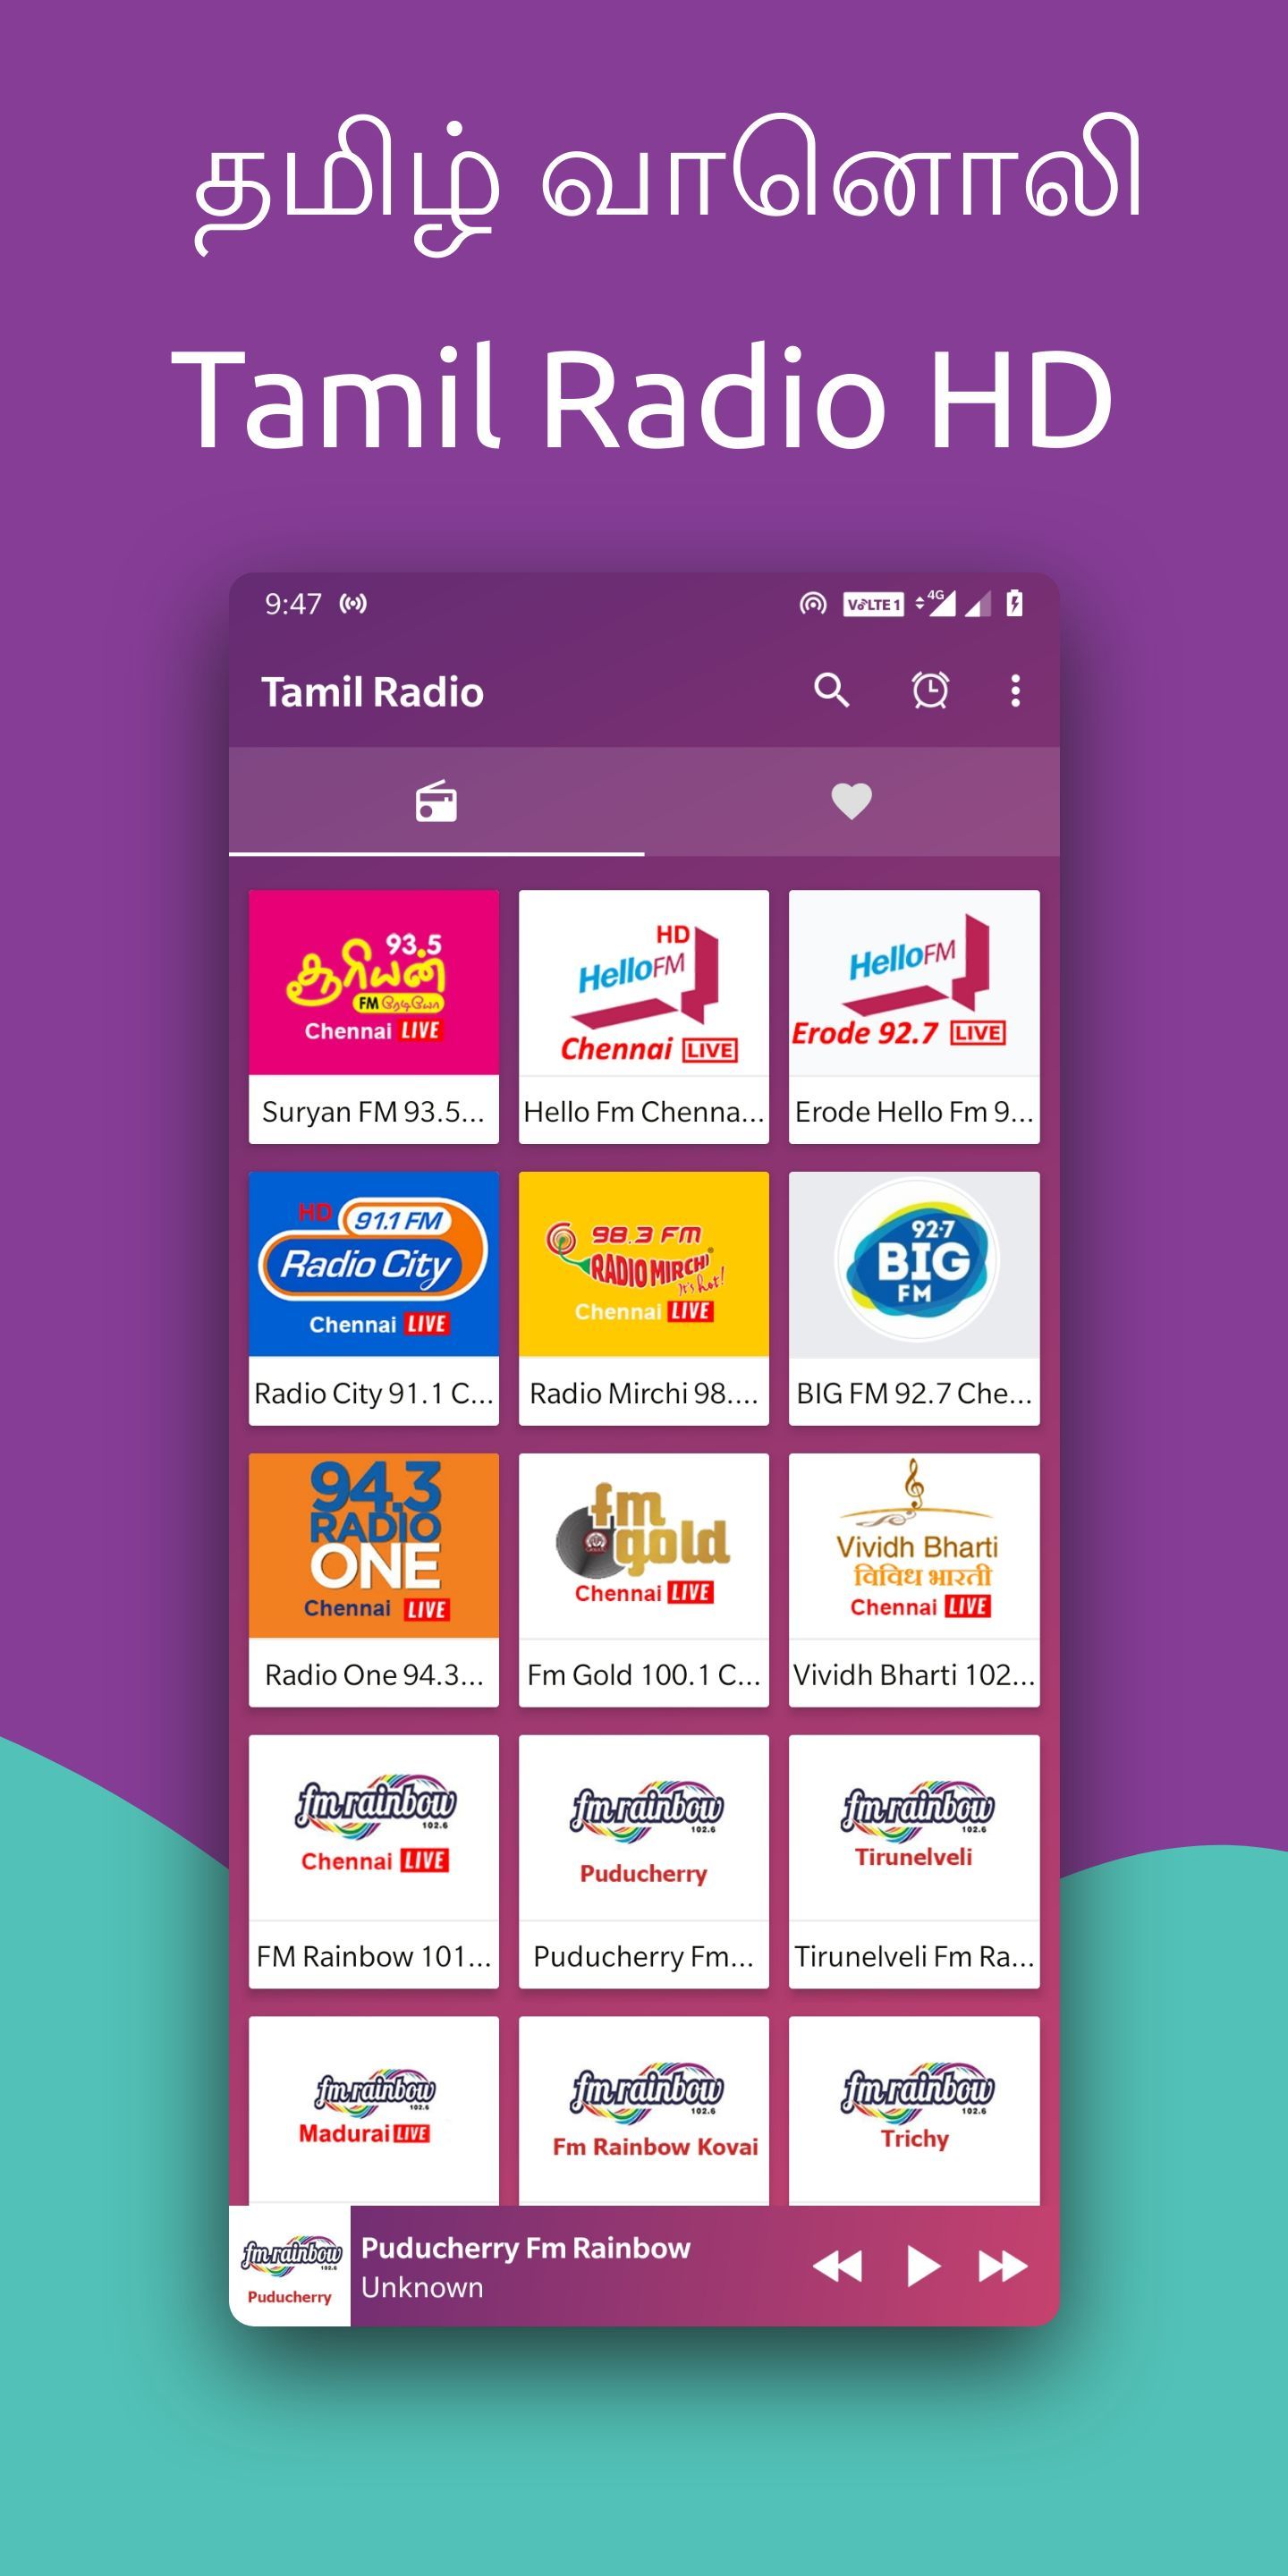 தமிழ் வானொலி
Tamil Radio HD
9:47
VoLTE 1
4G
Tamil Radio
93.5
சூரியன்
FM ரேடியோ
Chennai LIVE
Suryan FM 93.5...
HD
HelloFM
Chennai LIVE
Hello Fm Chenna...
HelloFM
Erode 92.7 LIVE
Erode Hello Fm 9...
HD 91.1 FM
Radio City
Chennai LIVE
Radio City 91.1 C...
98.3 FM
RADIO MIRCHI
it's hot!
Chennai LIVE
Radio Mirchi 98....
92.7
BIG
FM
BIG FM 92.7 Che...
94.3
RADIO
ONE
Chennai LIVE
Radio One 94.3...
fm
gold
Chennai LIVE
Fm Gold 100.1 C...
Vividh Bharti
विविध भारती
Chennai LIVE
Vividh Bharti 102...
fm rainbow
102.6
Chennai LIVE
FM Rainbow 101...
fm rainbow
102.6
Puducherry
Puducherry Fm...
fm rainbow
102.6
Tirunelveli
Tirunelveli Fm Ra...
fm rainbow
102.6
Madurai LIVE
fm rainbow
102.6
Fm Rainbow Kovai
fm rainbow
102.6
Trichy
fm rainbow
102.6
Puducherry
Puducherry Fm Rainbow
Unknown